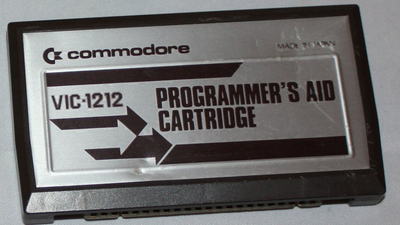 commodore
MADE IN JAPAN
VIC-1212
PROGRAMMER'S AID
CARTRIDGE